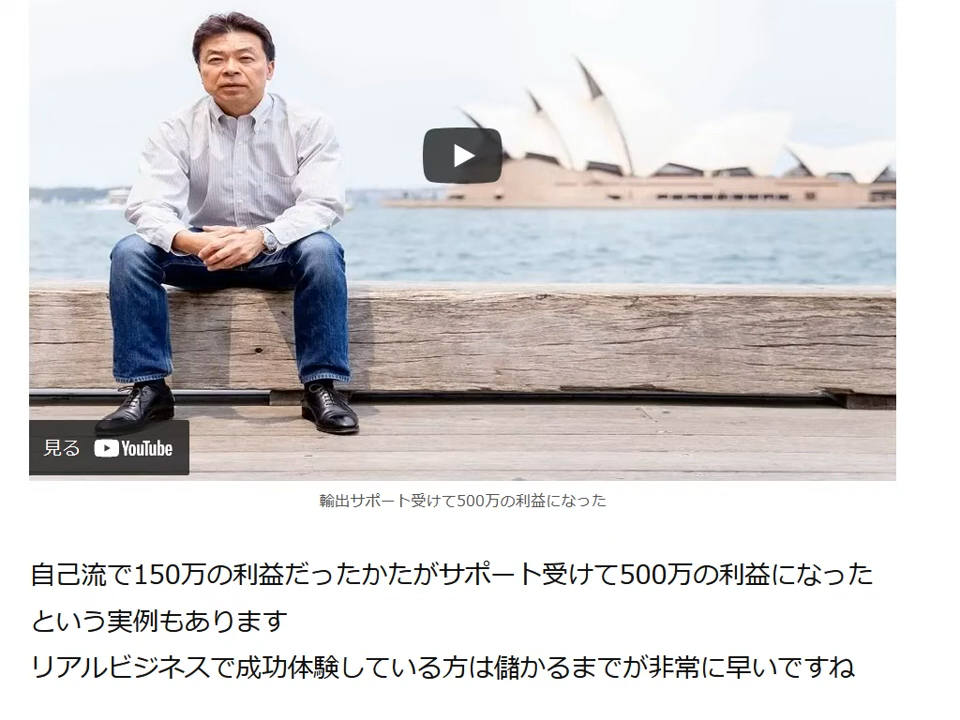 見る YouTube
輸出サポート受けて500万の利益になった
自己流で150万の利益だったかたがサポート受けて500万の利益になった
という実例もあります
リアルビジネスで成功体験している方は儲かるまでが非常に早いですね